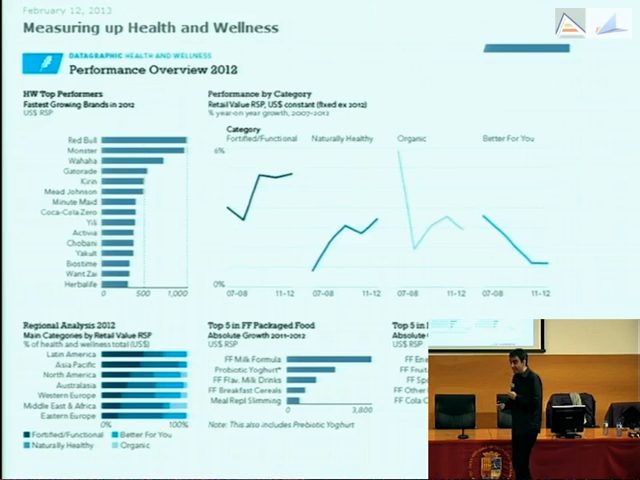 February 12, 2013
Measuring up Health and Wellness
DATAGRAPHIC HEALTH AND WELLNESS
Performance Overview 2012
HW Top Performers
Fastest Growing Brands in 2012
US$ RSP
Red Bull
Monster
Wahaha
Gatorade
Kirin
Mead Johnson
Minute Maid
Coca-Cola Zero
Yili
Activia
Chobani
Yakult
Biostime
Want Zai
Herbalife
0 500 1,000
Performance by Category
Retail Value RSP, US$ constant (fixed ex 2012)
% year on year growth, 2007-2012
Category
Fortified/Functional Naturally Healthy Organic Better For You
6%
0%
07-08 11-12 07-08 11-12 07-08 11-12 07-08 11-12
Regional Analysis 2012
Main Categories by Retail Value RSP
% of health and wellness total (US$)
Latin America
Asia Pacific
North America
Australasia
Western Europe
Middle East & Africa
Eastern Europe
0% 100%
Fortified/Functional Better For You
Naturally Healthy Organic
Top 5 in FF Packaged Food
Absolute Growth 2011-2012
US$ RSP
FF Milk Formula
Probiotic Yoghurt*
FF Flav. Milk Drinks
FF Breakfast Cereals
Meal Repl Slimming
0 3,800
Note: This also includes Prebiotic Yoghurt
Top 5 in
Absolute
US$ RSP
FF Ene
FF Fruit
FF Spo
FF Other
FF Cola C